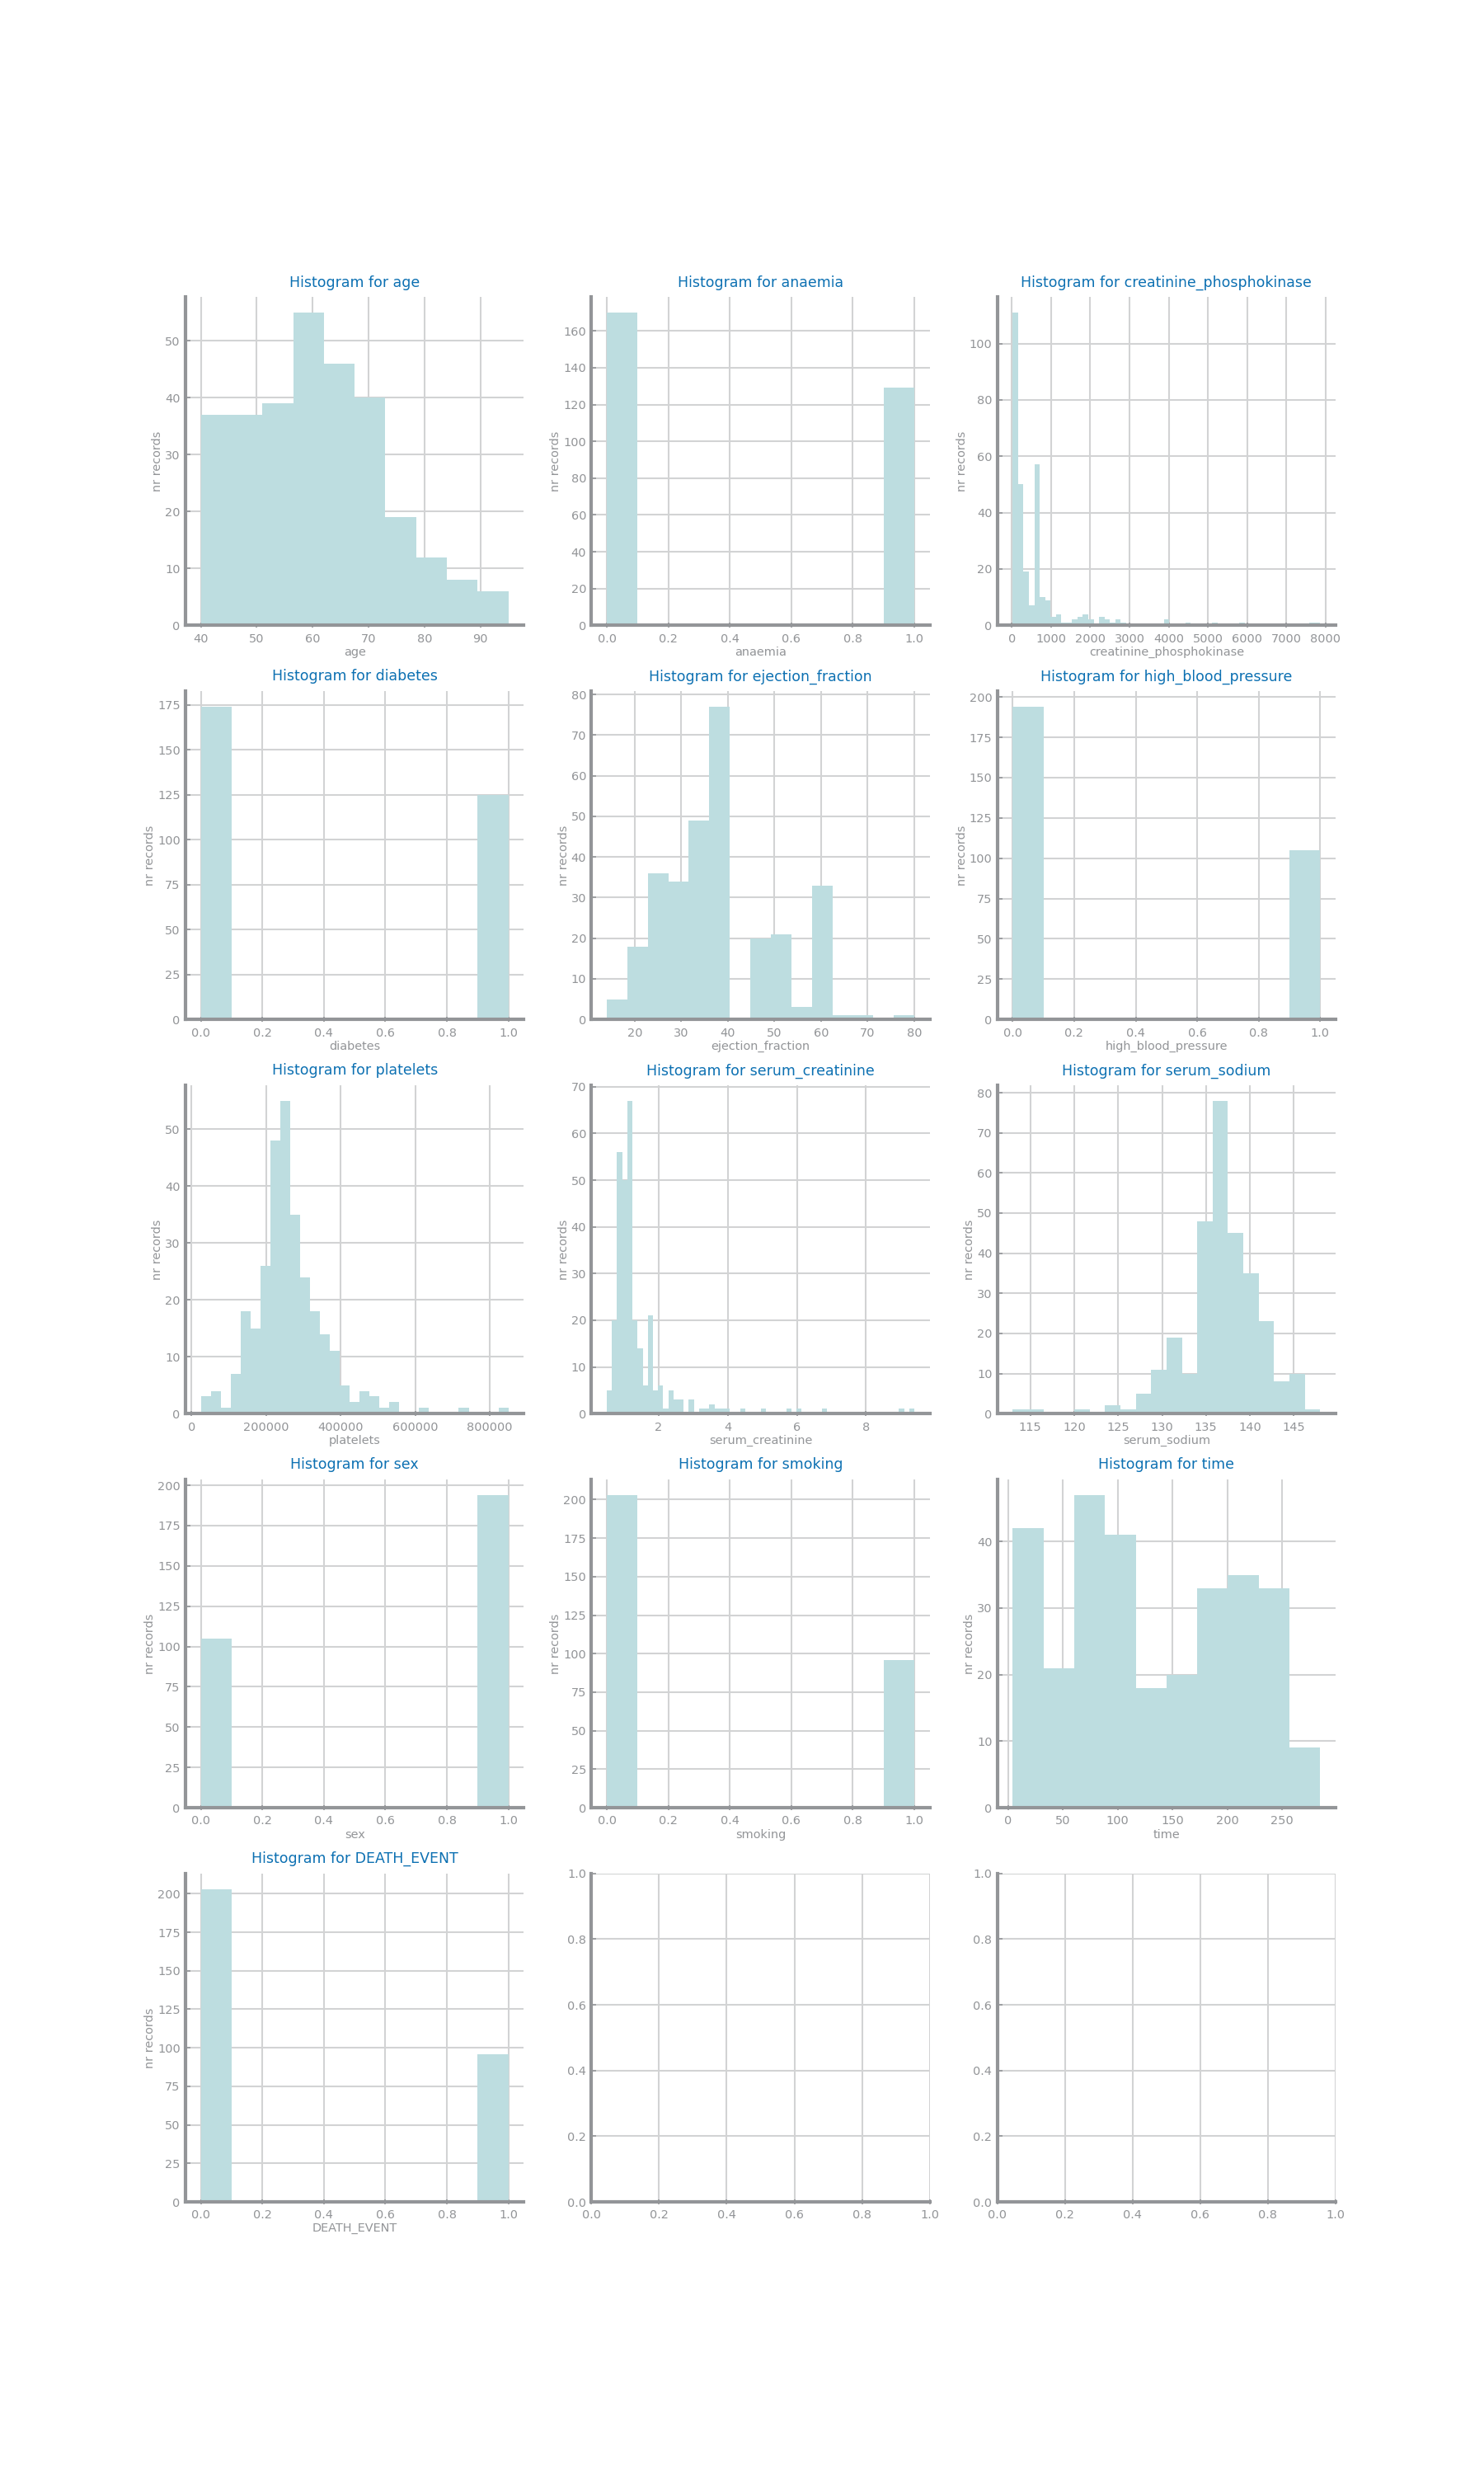 Histogram for age
50
40
30
20
10
0
nr records
40 50 60 70 80 90
age
Histogram for anaemia
160
140
120
100
80
60
40
20
0
nr records
0.0 0.2 0.4 0.6 0.8 1.0
anaemia
Histogram for creatinine_phosphokinase
100
80
60
40
20
0
nr records
0 1000 2000 3000 4000 5000 6000 7000 8000
creatinine_phosphokinase
Histogram for diabetes
175
150
125
100
75
50
25
0
nr records
0.0 0.2 0.4 0.6 0.8 1.0
diabetes
Histogram for ejection_fraction
80
70
60
50
40
30
20
10
0
nr records
20 30 40 50 60 70 80
ejection_fraction
Histogram for high_blood_pressure
200
175
150
125
100
75
50
25
0
nr records
0.0 0.2 0.4 0.6 0.8 1.0
high_blood_pressure
Histogram for platelets
50
40
30
20
10
0
nr records
0 200000 400000 600000 800000
platelets
Histogram for serum_creatinine
70
60
50
40
30
20
10
0
nr records
2 4 6 8
serum_creatinine
Histogram for serum_sodium
80
70
60
50
40
30
20
10
0
nr records
115 120 125 130 135 140 145
serum_sodium
Histogram for sex
200
175
150
125
100
75
50
25
0
nr records
0.0 0.2 0.4 0.6 0.8 1.0
sex
Histogram for smoking
200
175
150
125
100
75
50
25
0
nr records
0.0 0.2 0.4 0.6 0.8 1.0
smoking
Histogram for time
40
30
20
10
0
nr records
0 50 100 150 200 250
time
Histogram for DEATH_EVENT
200
175
150
125
100
75
50
25
0
nr records
0.0 0.2 0.4 0.6 0.8 1.0
DEATH_EVENT
1.0
0.8
0.6
0.4
0.2
0.0
0.0 0.2 0.4 0.6 0.8 1.0
1.0
0.8
0.6
0.4
0.2
0.0
0.0 0.2 0.4 0.6 0.8 1.0